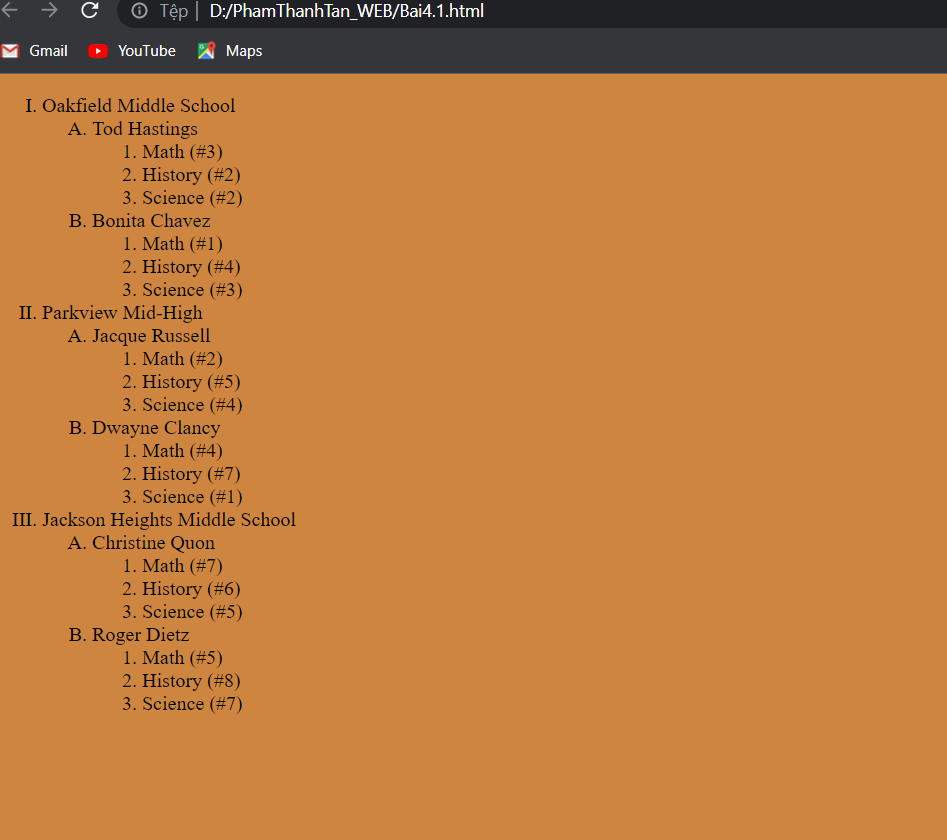 Tệp | D:/PhamThanhTan_WEB/Bai4.1.html
Gmail YouTube Maps
I. Oakfield Middle School
A. Tod Hastings
1. Math (#3)
2. History (#2)
3. Science (#2)
B. Bonita Chavez
1. Math (#1)
2. History (#4)
3. Science (#3)
II. Parkview Mid-High
A. Jacque Russell
1. Math (#2)
2. History (#5)
3. Science (#4)
B. Dwayne Clancy
1. Math (#4)
2. History (#7)
3. Science (#1)
III. Jackson Heights Middle School
A. Christine Quon
1. Math (#7)
2. History (#6)
3. Science (#5)
B. Roger Dietz
1. Math (#5)
2. History (#8)
3. Science (#7)